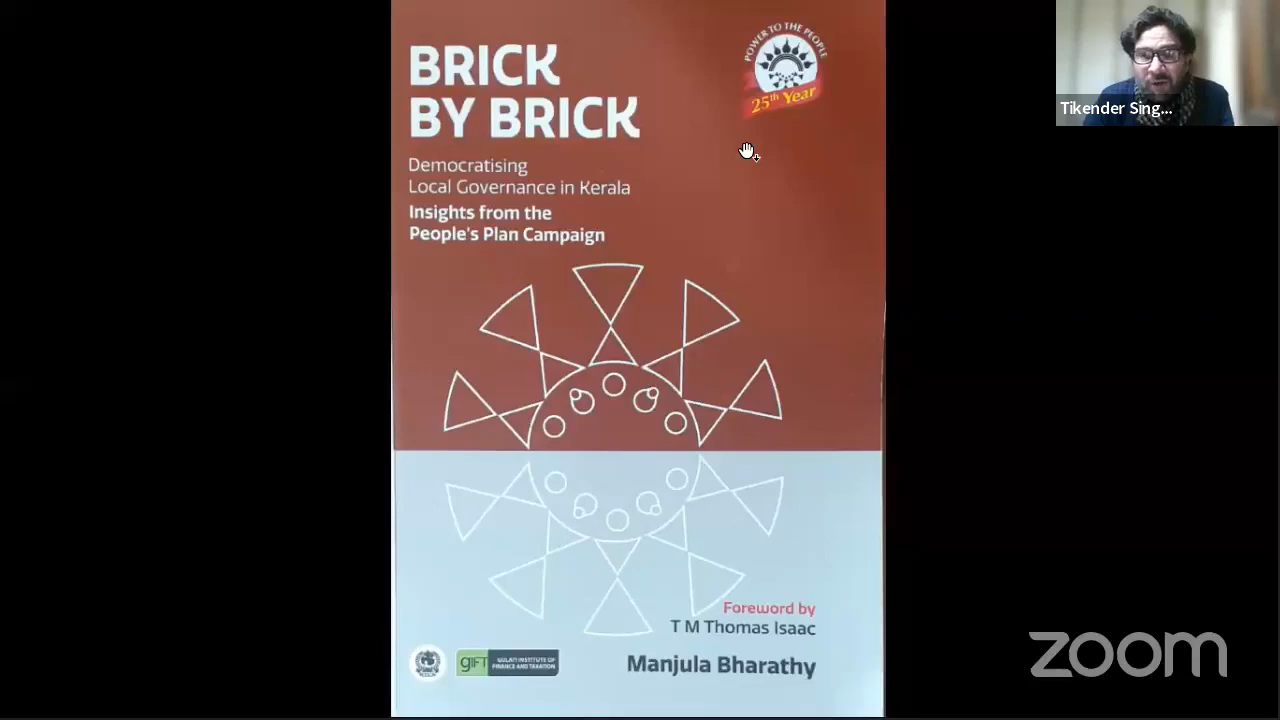 BRICK
BY BRICK
POWER TO THE PEOPLE
25th Year
Democratising
Local Governance in Kerala
Insights from the
People's Plan Campaign
Foreword by
T M Thomas Isaac
Manjula Bharathy
gIFT
GULATI INSTITUTE OF
FINANCE AND TAXATION
Tikender Sing...
zoom